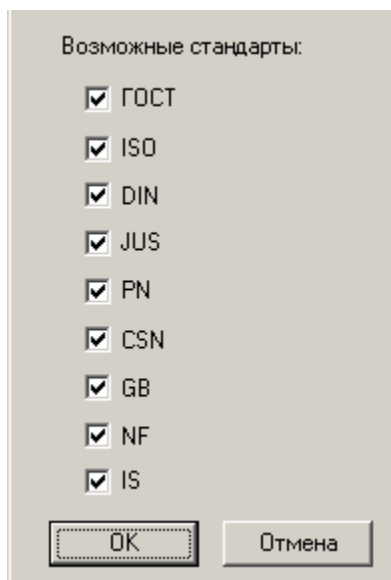 Возможные стандарты:
ГОСТ
ISO
DIN
JUS
PN
CSN
GB
NF
IS
OK Отмена